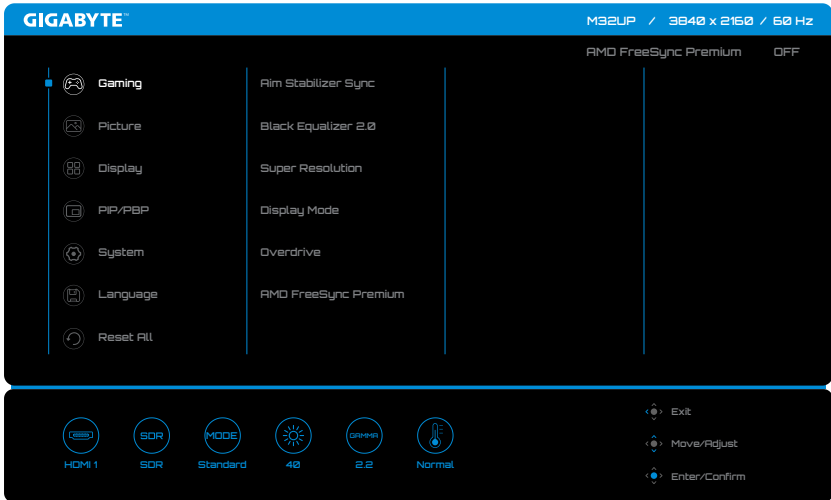 GIGABYTE™
M32UP / 3840 x 2160 / 60 Hz
AMD FreeSync Premium OFF
Gaming
Picture
Display
PIP/PBP
System
Language
Reset All
Aim Stabilizer Sync
Black Equalizer 2.0
Super Resolution
Display Mode
Overdrive
AMD FreeSync Premium
HDMI 1
SDR
SDR
MODE
Standard
40
GAMMA
2.2
Normal
Exit
Move/Adjust
Enter/Confirm